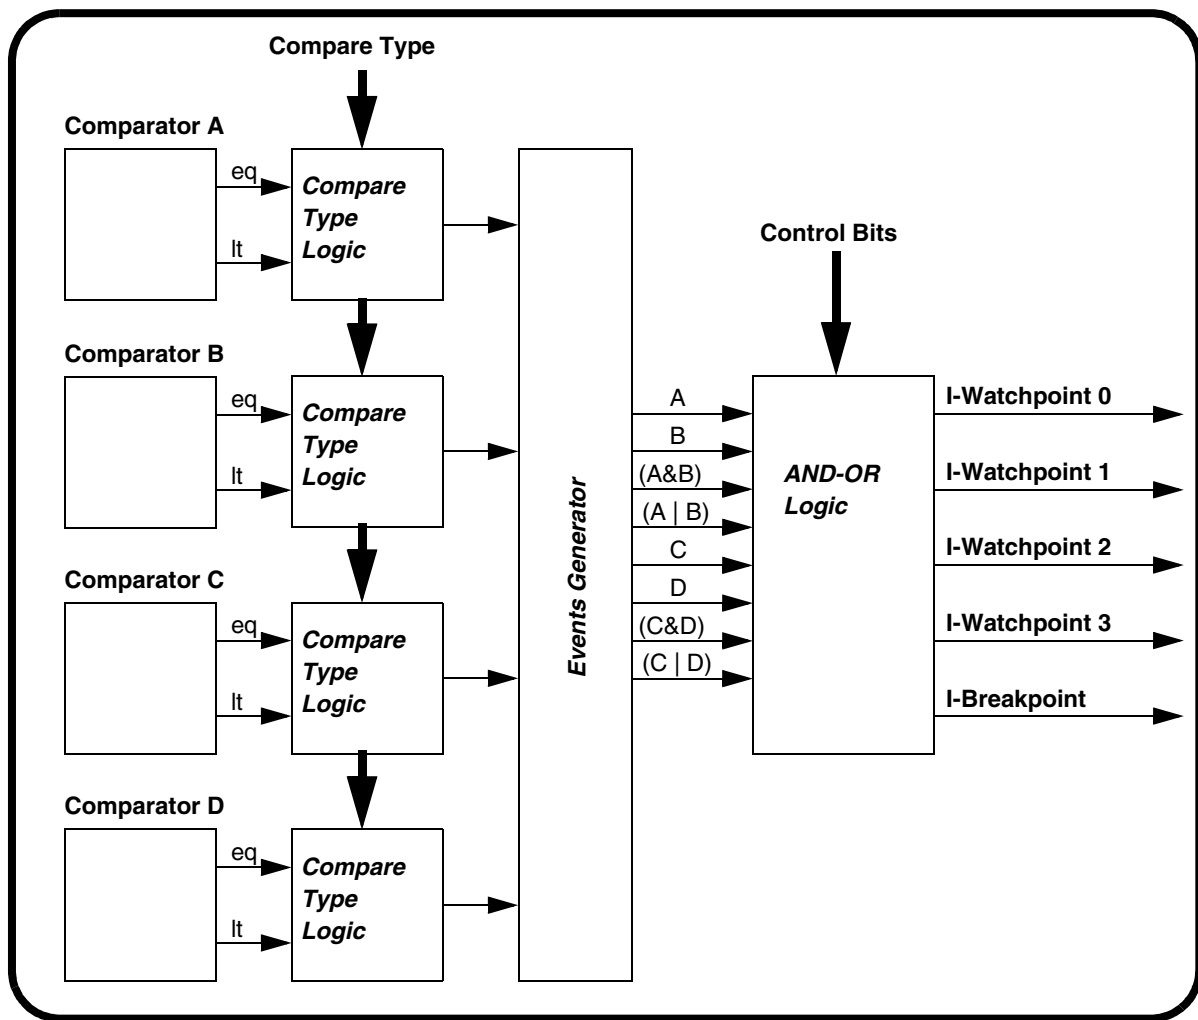 Compare Type
Comparator A
eq
lt
Compare
Type
Logic
Comparator B
eq
lt
Compare
Type
Logic
Comparator C
eq
lt
Compare
Type
Logic
Comparator D
eq
lt
Compare
Type
Logic
Events Generator
A
B
(A&B)
(A | B)
C
D
(C&D)
(C | D)
Control Bits
AND-OR
Logic
I-Watchpoint 0
I-Watchpoint 1
I-Watchpoint 2
I-Watchpoint 3
I-Breakpoint